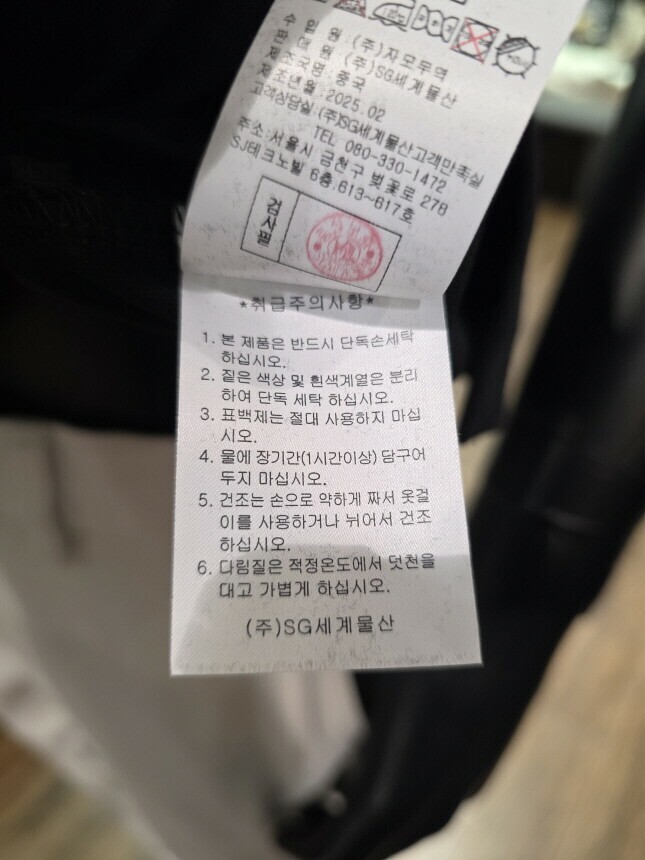 수 입 원 (주)자모무역
판 매 원 (주)SG세계물산
제조국명 중국
제조년월 2025.02
고객상담실 (주)SG세계물산고객만족실
TEL 080-330-1472
주소:서울시 금천구 벚꽃로 278
SJ테크노빌 6층 613~617호
검사필
*취급주의사항*
1. 본 제품은 반드시 단독손세탁
하십시오.
2. 짙은 색상 및 흰색계열은 분리
하여 단독 세탁 하십시오.
3. 표백제는 절대 사용하지 마십
시오.
4. 물에 장기간(1시간이상) 담구어
두지 마십시오.
5. 건조는 손으로 약하게 짜서 옷걸
이를 사용하거나 뉘어서 건조
하십시오.
6. 다림질은 적정온도에서 덧천을
대고 가볍게 하십시오.
(주)SG세계물산